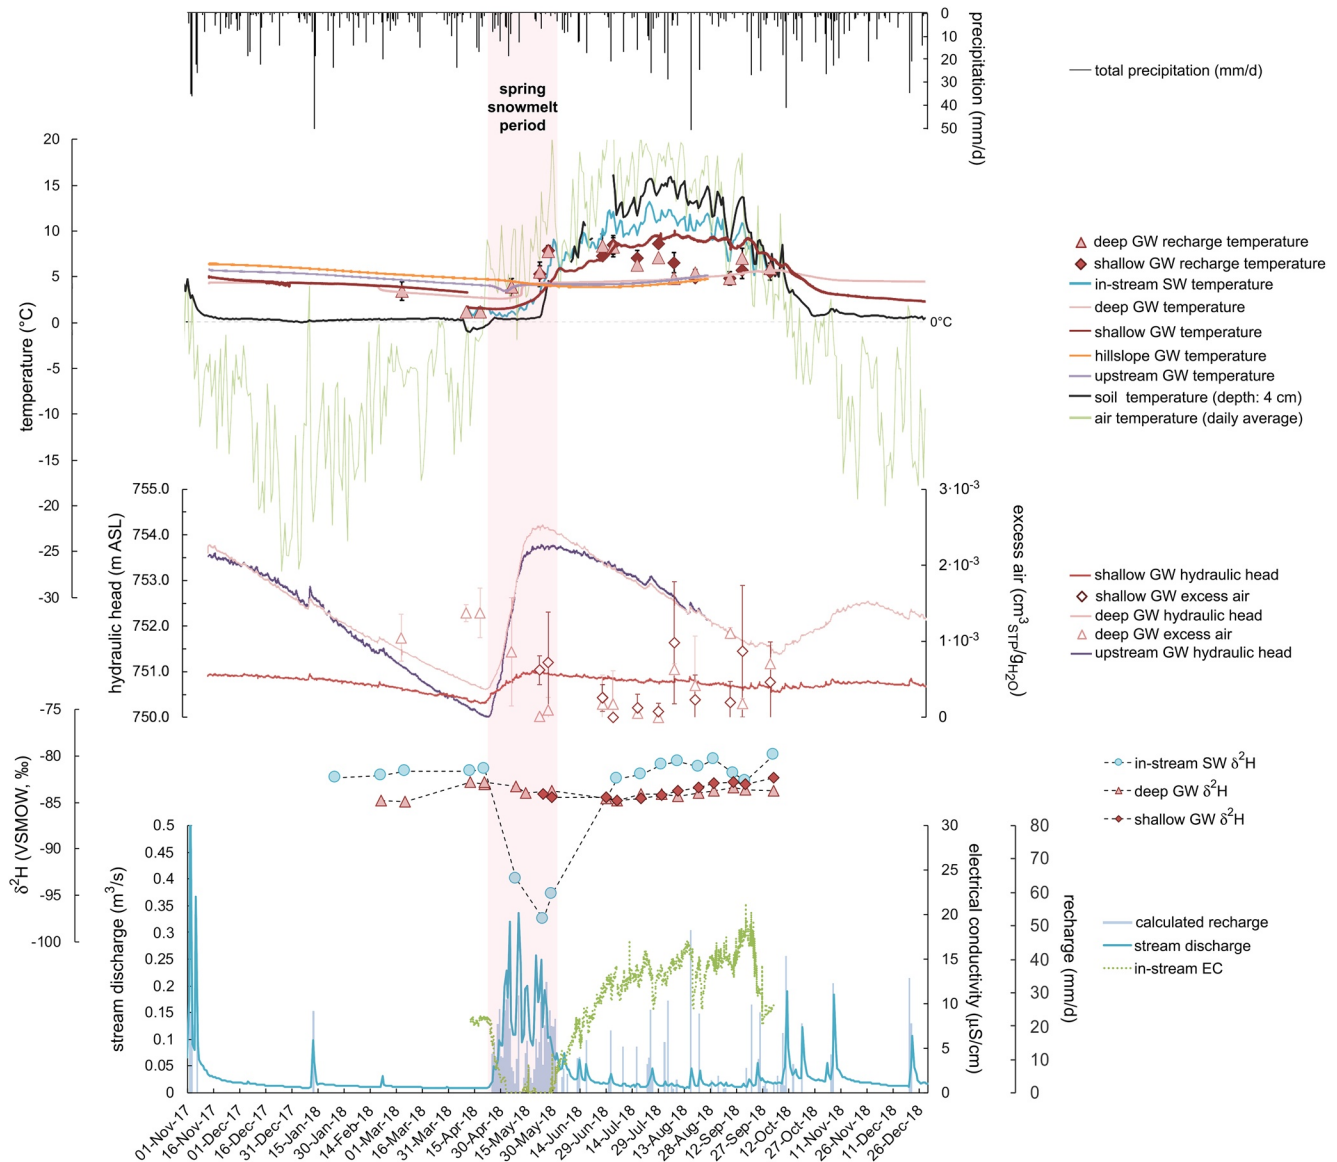 0
10
20
30
40
50
precipitation (mm/d)
total precipitation (mm/d)
spring
snowmelt
period
20
15
10
5
0
-5
-10
-15
-20
-25
-30
temperature (°C)
0°C
deep GW recharge temperature
shallow GW recharge temperature
in-stream SW temperature
deep GW temperature
shallow GW temperature
hillslope GW temperature
upstream GW temperature
soil temperature (depth: 4 cm)
air temperature (daily average)
755.0
754.0
753.0
752.0
751.0
750.0
hydraulic head (m ASL)
3·10⁻³
2·10⁻³
1·10⁻³
0
excess air (cm³STP/gH2O)
shallow GW hydraulic head
shallow GW excess air
deep GW hydraulic head
deep GW excess air
upstream GW hydraulic head
-75
-80
-85
-90
-95
-100
δ²H (VSMOW, ‰)
in-stream SW δ²H
deep GW δ²H
shallow GW δ²H
0.5
0.45
0.4
0.35
0.3
0.25
0.2
0.15
0.1
0.05
0
stream discharge (m³/s)
30
25
20
15
10
5
0
electrical conductivity (µS/cm)
80
70
60
50
40
30
20
10
0
recharge (mm/d)
calculated recharge
stream discharge
in-stream EC
01-Nov-17
16-Nov-17
01-Dec-17
16-Dec-17
31-Dec-17
15-Jan-18
30-Jan-18
14-Feb-18
01-Mar-18
16-Mar-18
31-Mar-18
15-Apr-18
30-Apr-18
15-May-18
30-May-18
14-Jun-18
29-Jun-18
14-Jul-18
29-Jul-18
13-Aug-18
28-Aug-18
12-Sep-18
27-Sep-18
12-Oct-18
27-Oct-18
11-Nov-18
26-Nov-18
11-Dec-18
26-Dec-18